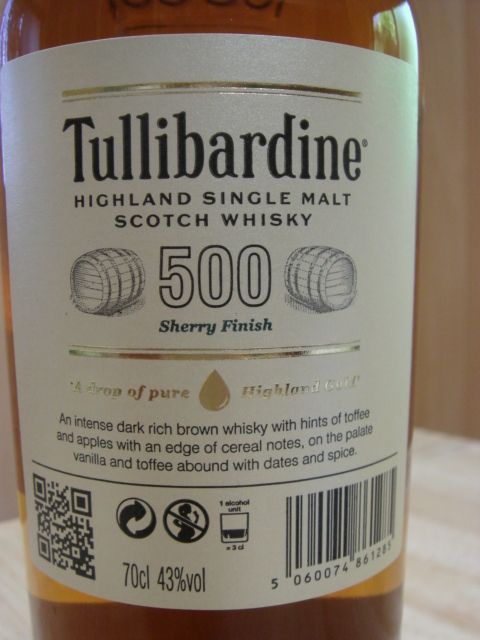 Tullibardine®
HIGHLAND SINGLE MALT
SCOTCH WHISKY
500
Sherry Finish
'A drop of pure Highland Gold'
An intense dark rich brown whisky with hints of toffee
and apples with an edge of cereal notes, on the palate
vanilla and toffee abound with dates and spice.
1 alcohol
unit
= 3 cl
70cl 43%vol
5 060074 861285